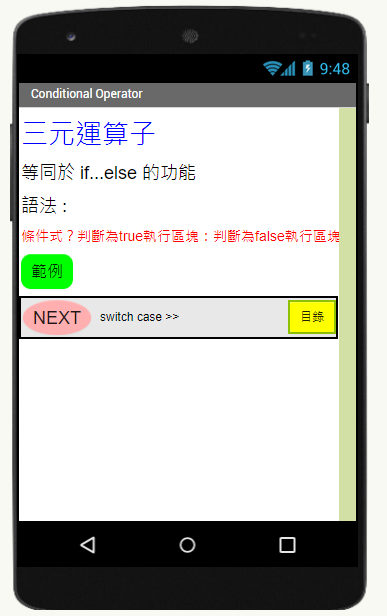 9:48
Conditional Operator
三元運算子
等同於 if...else 的功能
語法：
條件式？判斷為true執行區塊：判斷為false執行區塊
範例
NEXT switch case >> 目錄